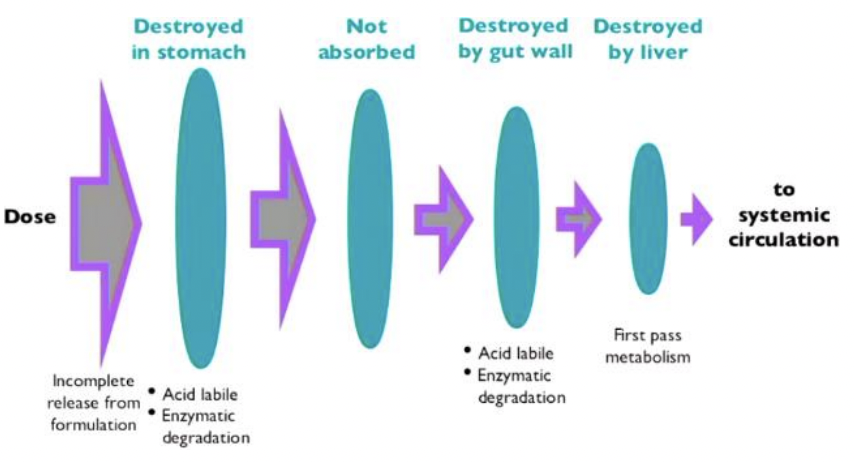 Destroyed
in stomach
Not
absorbed
Destroyed
by gut wall
Destroyed
by liver
Dose
to
systemic
circulation
Incomplete
release from
formulation
• Acid labile
• Enzymatic
degradation
• Acid labile
• Enzymatic
degradation
First pass
metabolism